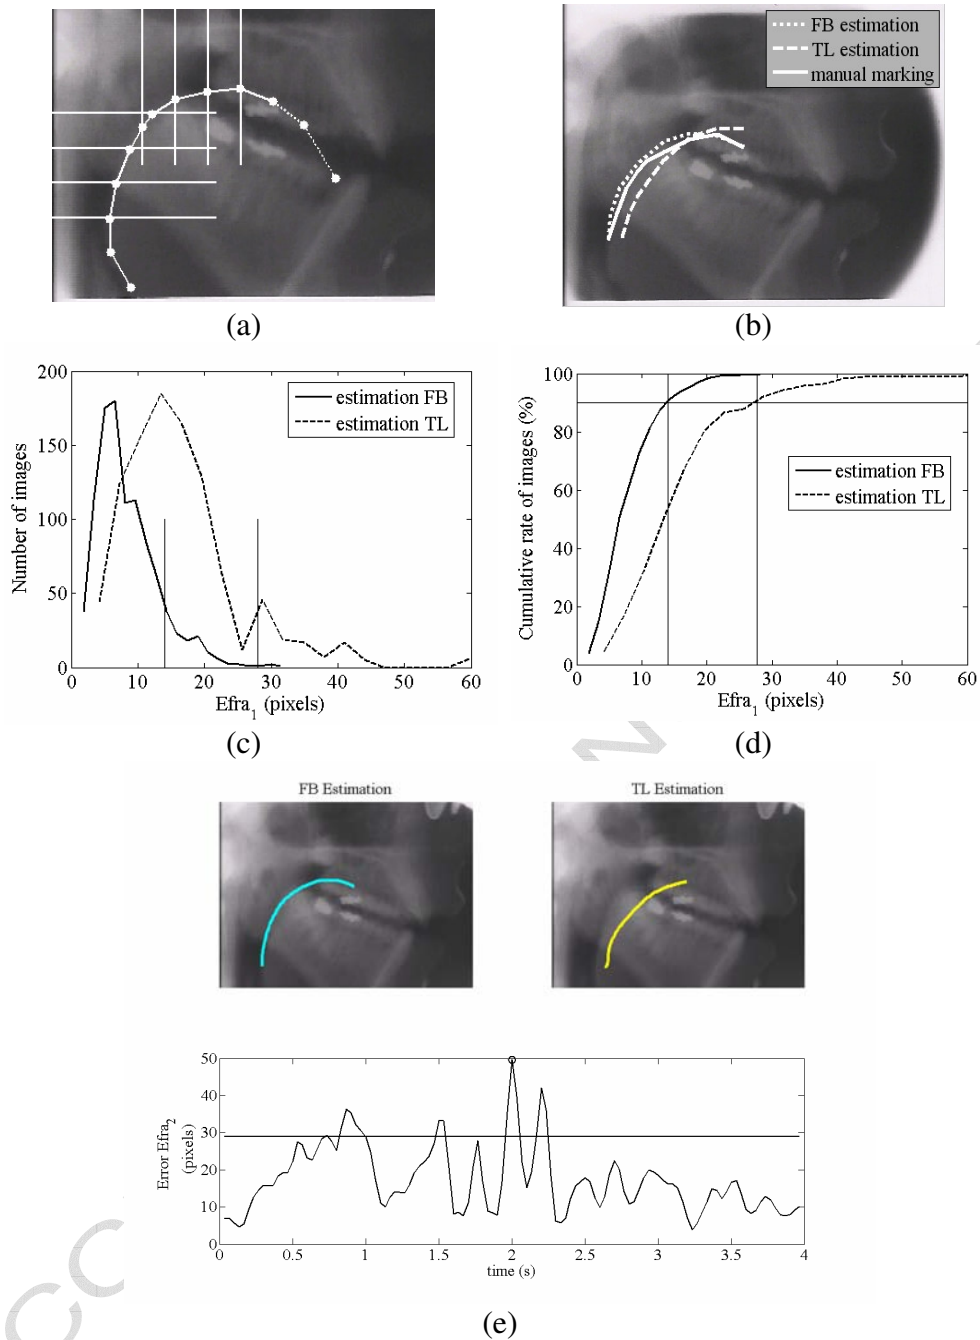 FB estimation
TL estimation
manual marking
(a)
(b)
200
150
100
50
0
0 10 20 30 40 50 60
Number of images
Efra1 (pixels)
estimation FB
estimation TL
(c)
100
80
60
40
20
0
0 10 20 30 40 50 60
Cumulative rate of images (%)
Efra1 (pixels)
estimation FB
estimation TL
(d)
FB Estimation
TL Estimation
50
40
30
20
10
0
0 0.5 1 1.5 2 2.5 3 3.5 4
Error Efra2
(pixels)
time (s)
(e)